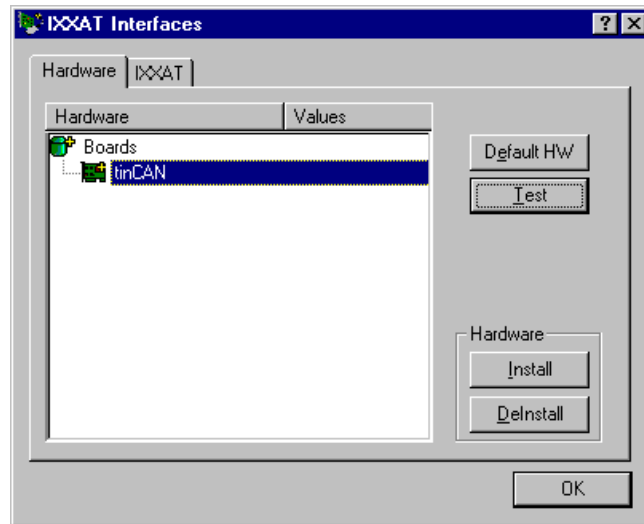 IXXAT Interfaces
Hardware IXXAT
Hardware Values
Boards
tinCAN
Default HW
Test
Hardware
Install
DeInstall
OK